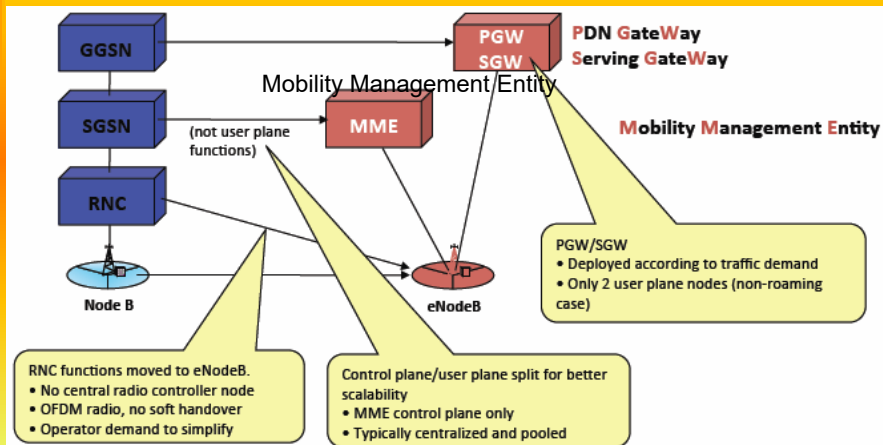 GGSN
PGW
SGW
PDN GateWay
Serving GateWay
Mobility Management Entity
SGSN
(not user plane
functions)
MME
Mobility Management Entity
RNC
Node B
eNodeB
PGW/SGW
• Deployed according to traffic demand
• Only 2 user plane nodes (non-roaming
case)
RNC functions moved to eNodeB.
• No central radio controller node
• OFDM radio, no soft handover
• Operator demand to simplify
Control plane/user plane split for better
scalability
• MME control plane only
• Typically centralized and pooled